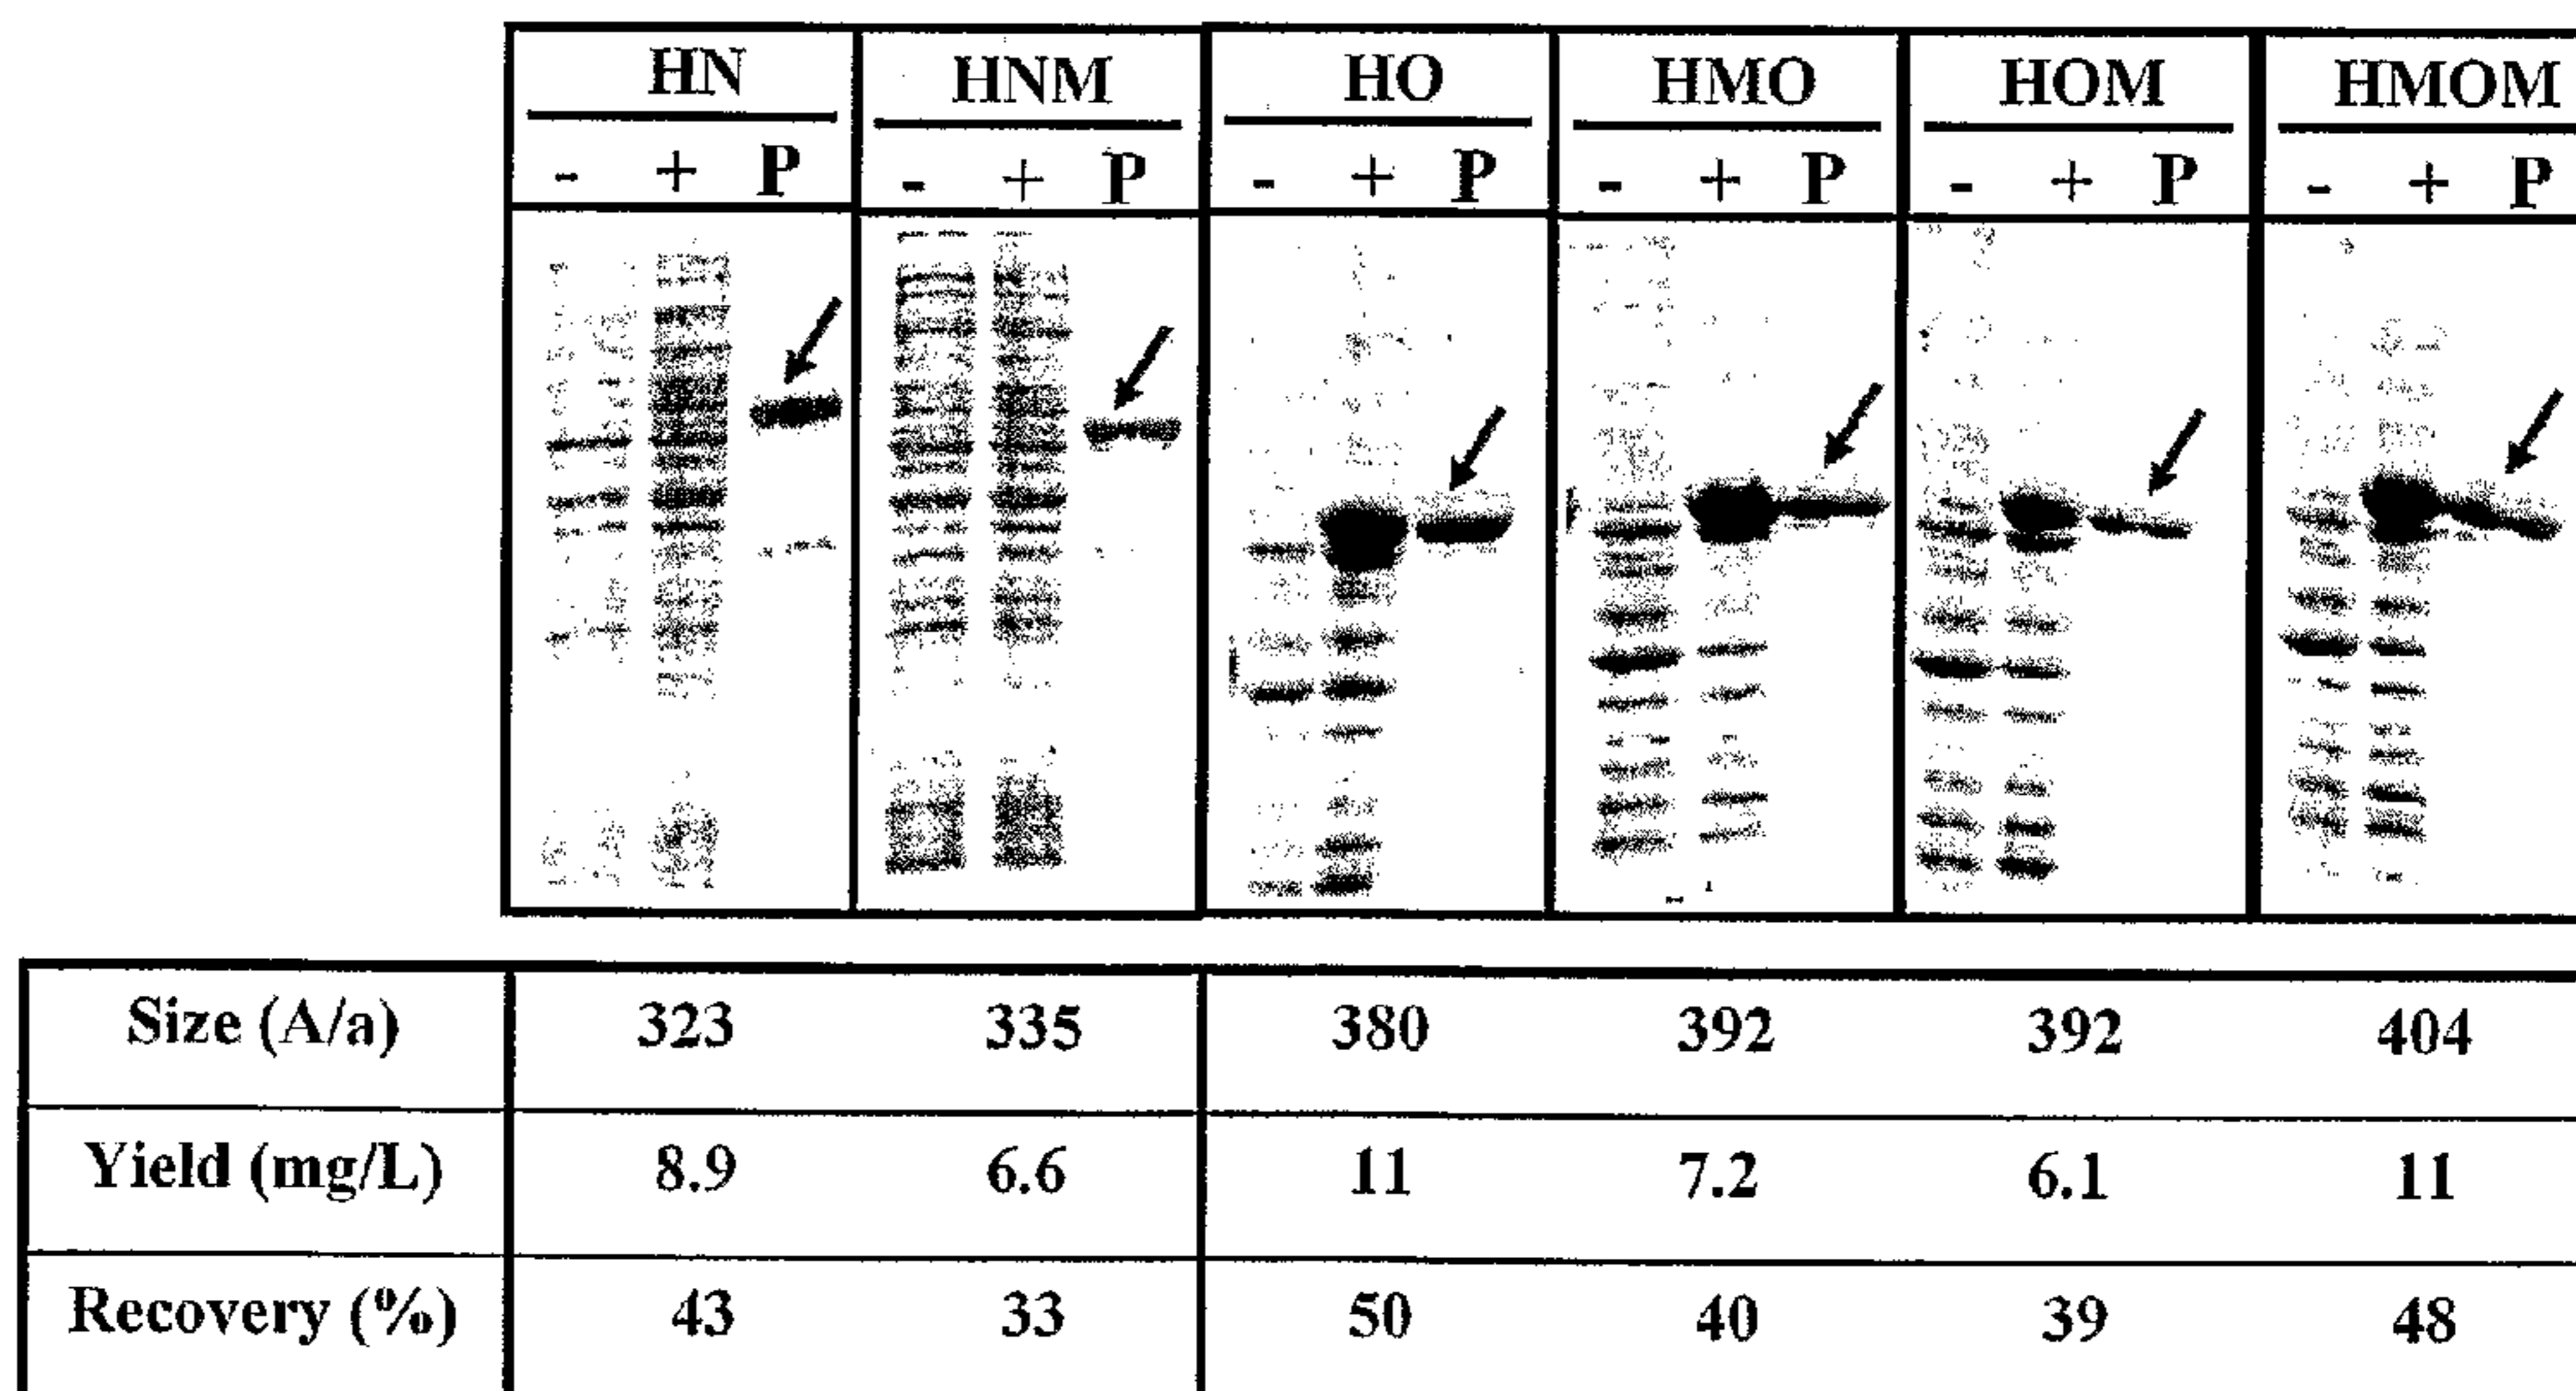 HN HNM HO HMO HOM HMOM
- + P - + P - + P - + P - + P - + P
Size (A/a) 323 335 380 392 392 404
Yield (mg/L) 8.9 6.6 11 7.2 6.1 11
Recovery (%) 43 33 50 40 39 48